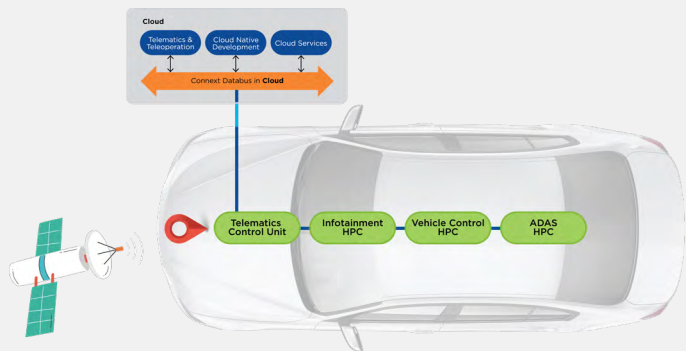 Cloud
Telematics &
Teleoperation
Cloud Native
Development
Cloud Services
Connext Databus in Cloud
Telematics
Control Unit
Infotainment
HPC
Vehicle Control
HPC
ADAS
HPC